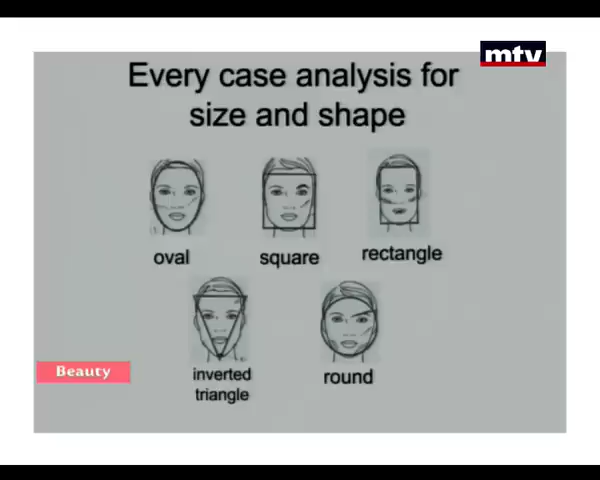 mtv
Every case analysis for
size and shape
oval
square
rectangle
Beauty
inverted
triangle
round